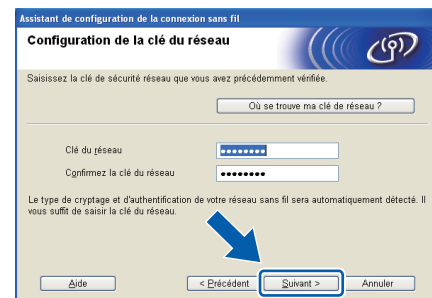 Assistant de configuration de la connexion sans fil
Configuration de la clé du réseau
Saisissez la clé de sécurité réseau que vous avez précédemment vérifiée.
Où se trouve ma clé de réseau ?
Clé du réseau ••••••••
Confirmez la clé du réseau ••••••••
Le type de cryptage et d'authentification de votre réseau sans fil sera automatiquement détecté. Il
vous suffit de saisir la clé du réseau.
Aide < Précédent Suivant > Annuler